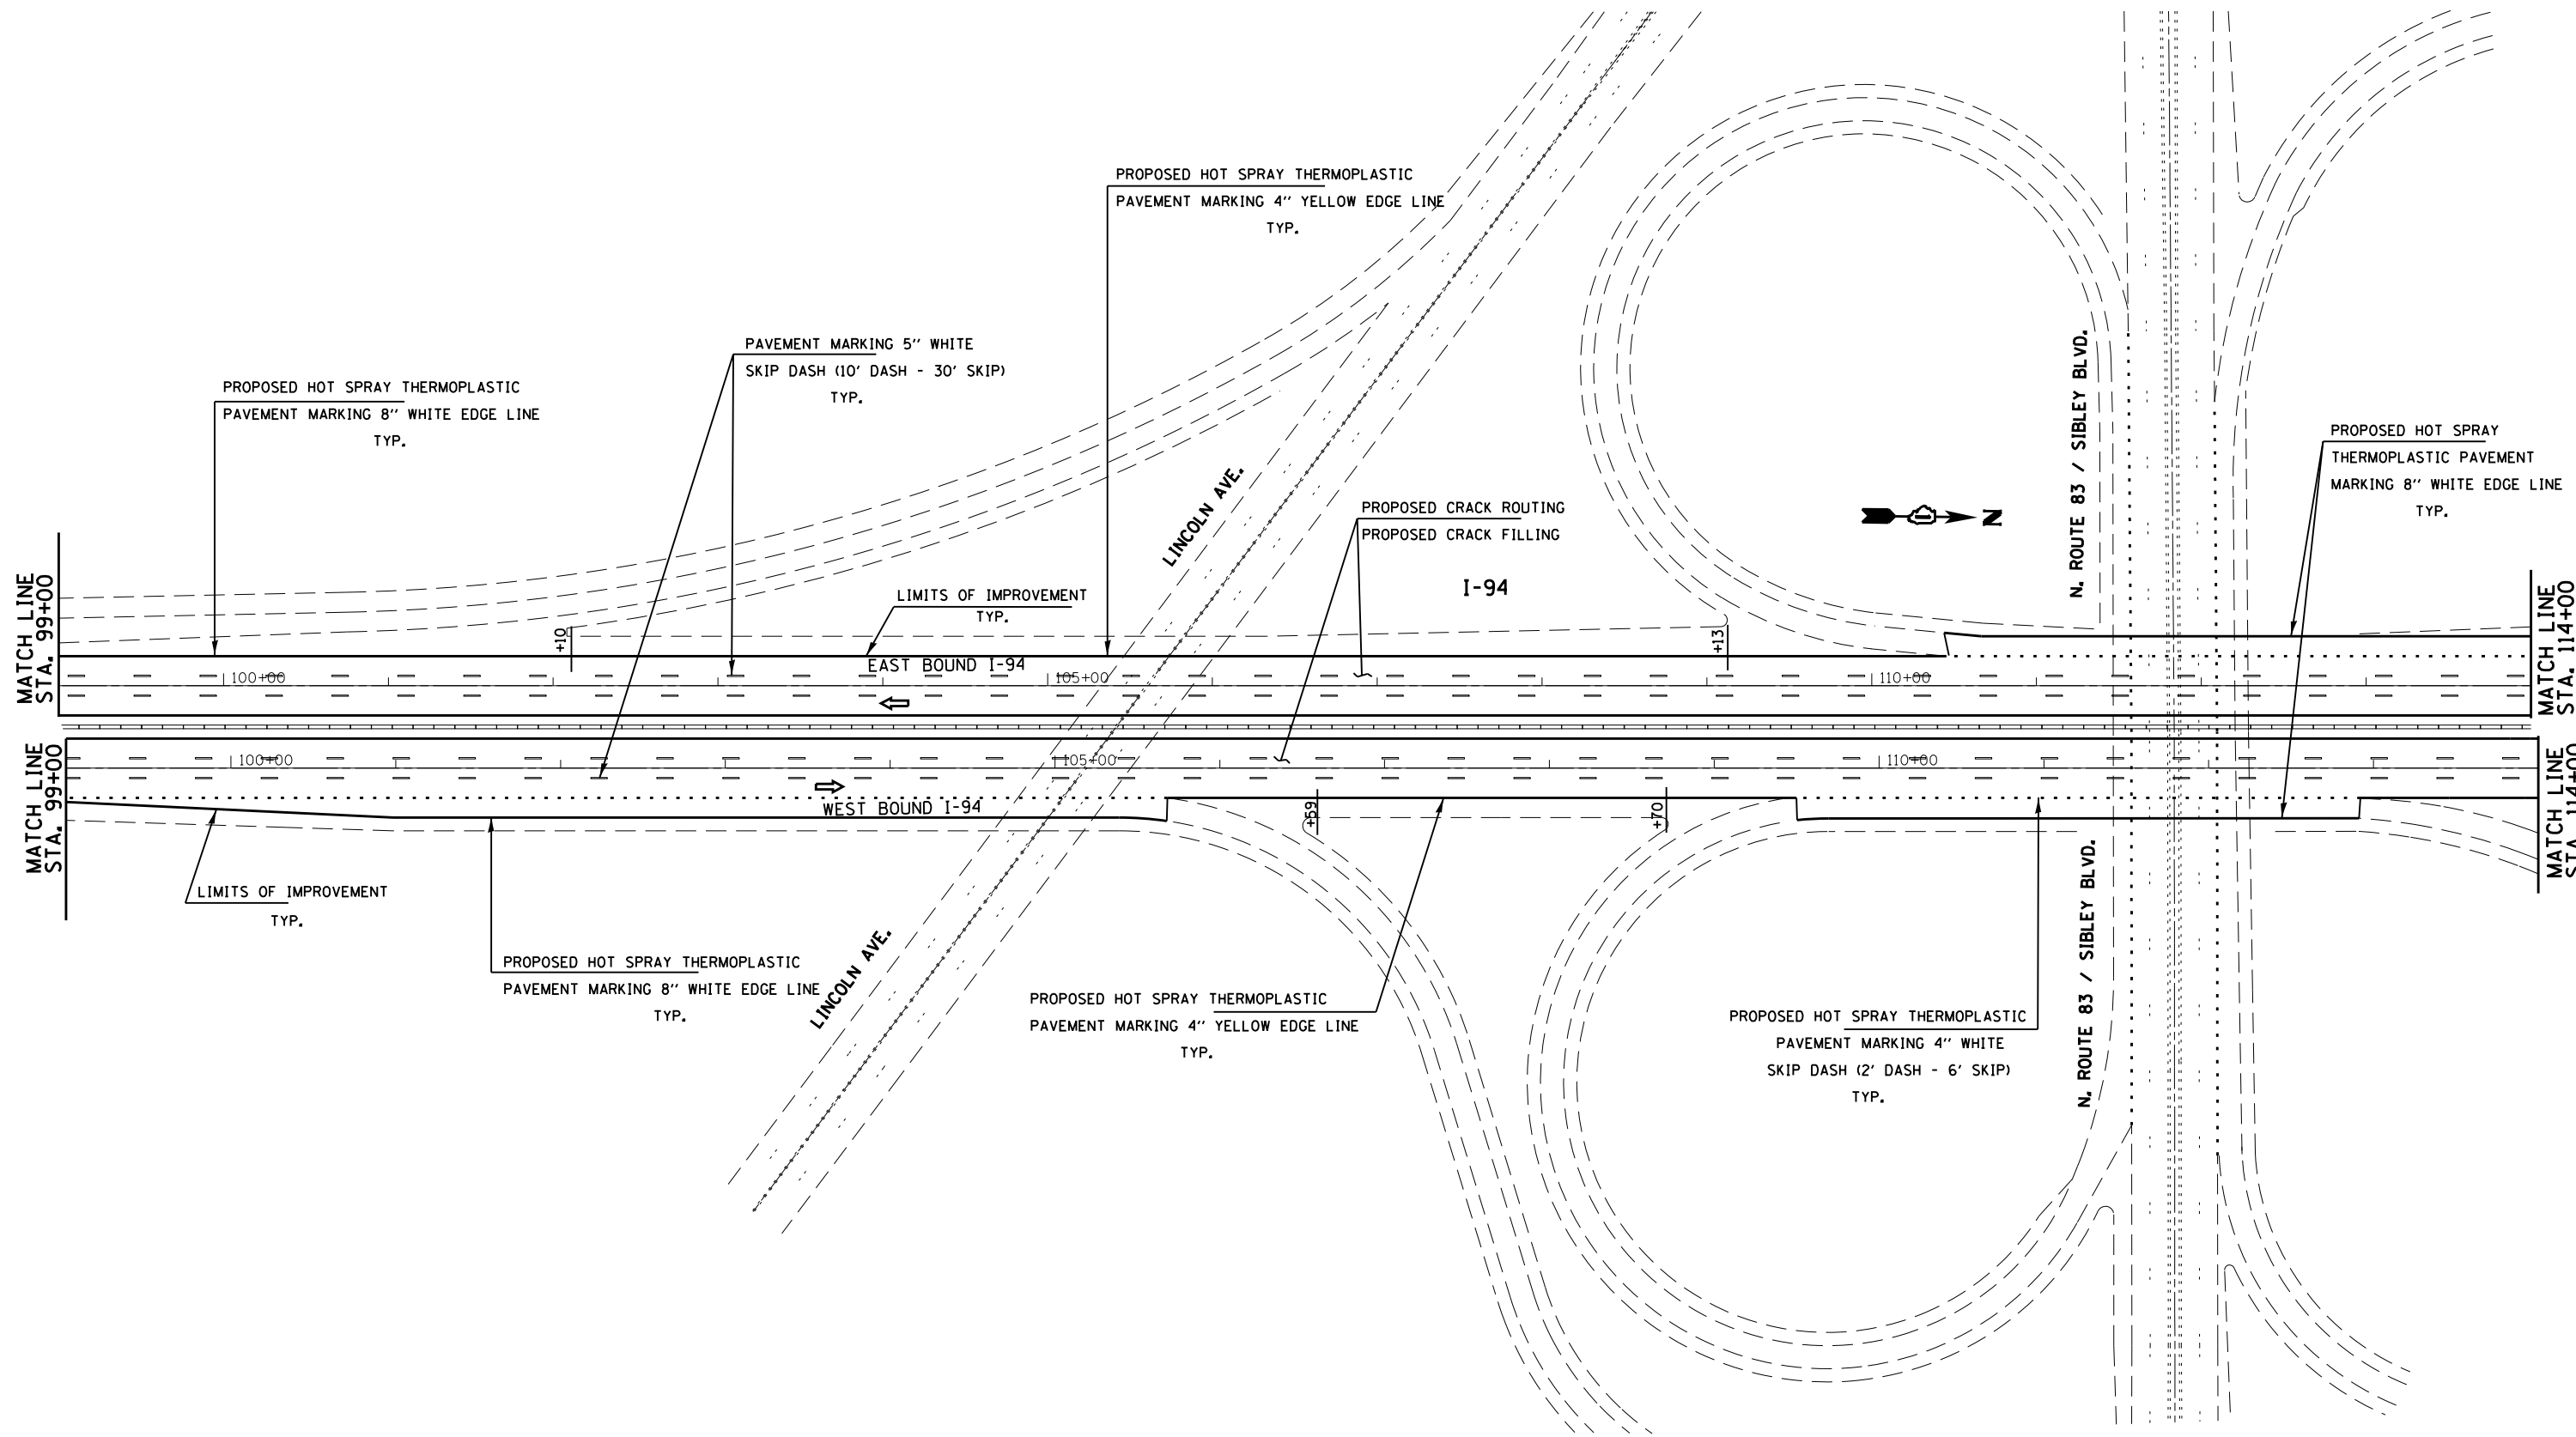 PROPOSED HOT SPRAY THERMOPLASTIC
PAVEMENT MARKING 4" YELLOW EDGE LINE
TYP.
PAVEMENT MARKING 5" WHITE
SKIP DASH (10' DASH - 30' SKIP)
TYP.
PROPOSED HOT SPRAY THERMOPLASTIC
PAVEMENT MARKING 8" WHITE EDGE LINE
TYP.
PROPOSED HOT SPRAY
THERMOPLASTIC PAVEMENT
MARKING 8" WHITE EDGE LINE
TYP.
N. ROUTE 83 / SIBLEY BLVD.
LINCOLN AVE.
PROPOSED CRACK ROUTING
PROPOSED CRACK FILLING
N
I-94
LIMITS OF IMPROVEMENT
TYP.
MATCH LINE
STA. 99+00
+10
+13
MATCH LINE
STA. 114+00
EAST BOUND I-94
100+00
105+00
110+00
MATCH LINE
STA. 99+00
100+00
105+00
110+00
MATCH LINE
STA. 114+00
WEST BOUND I-94
+59
+70
LIMITS OF IMPROVEMENT
TYP.
PROPOSED HOT SPRAY THERMOPLASTIC
PAVEMENT MARKING 8" WHITE EDGE LINE
TYP.
LINCOLN AVE.
PROPOSED HOT SPRAY THERMOPLASTIC
PAVEMENT MARKING 4" YELLOW EDGE LINE
TYP.
PROPOSED HOT SPRAY THERMOPLASTIC
PAVEMENT MARKING 4" WHITE
SKIP DASH (2' DASH - 6' SKIP)
TYP.
N. ROUTE 83 / SIBLEY BLVD.